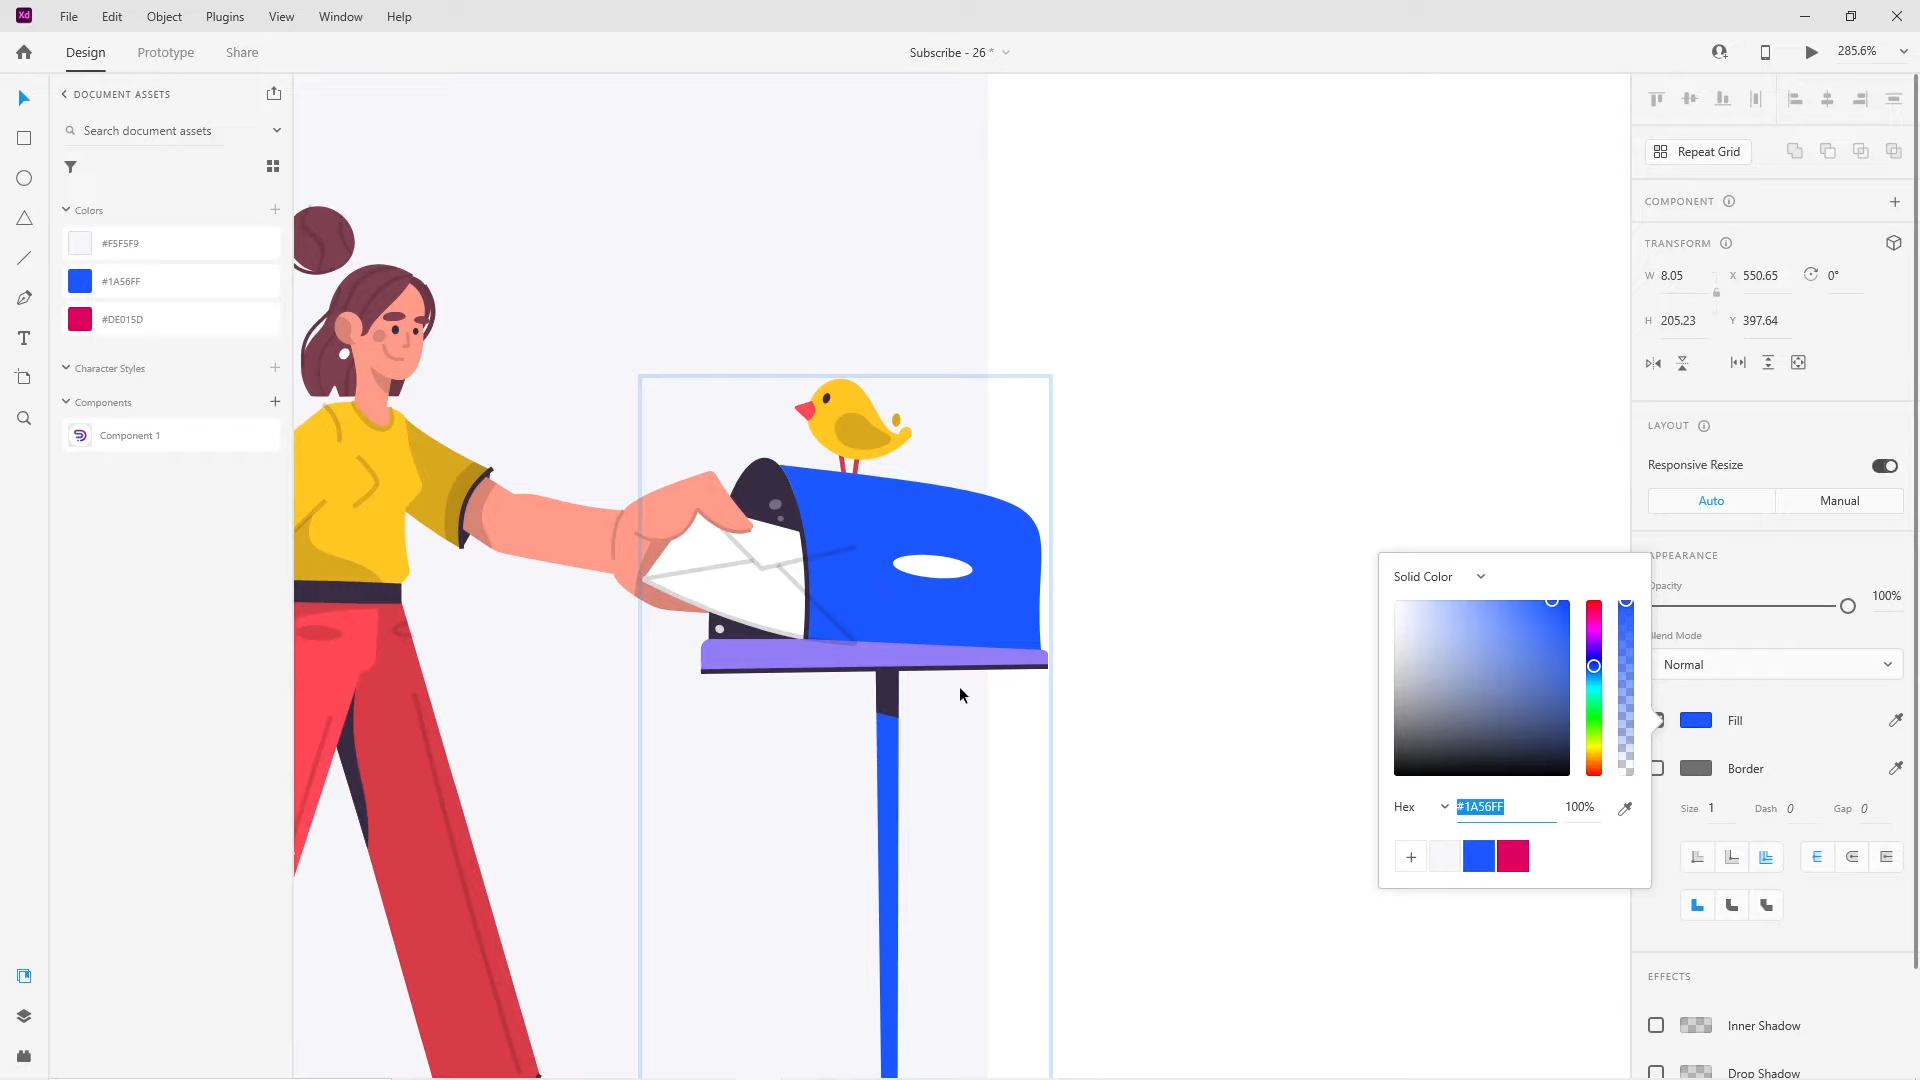 Xd File Edit Object Plugins View Window Help
Design Prototype Share Subscribe - 26 * 285.6%
DOCUMENT ASSETS
Search document assets
Colors
#F5F5F9
#1A56FF
#DE015D
Character Styles
Components
Component 1
Repeat Grid
COMPONENT
TRANSFORM
W 8.05 X 550.65 0°
H 205.23 Y 397.64
LAYOUT
Responsive Resize
Auto Manual
APPEARANCE
Opacity
100%
Blend Mode
Normal
Fill
Border
Size 1 Dash 0 Gap 0
EFFECTS
Inner Shadow
Drop Shadow
Solid Color
Hex #1A56FF 100%